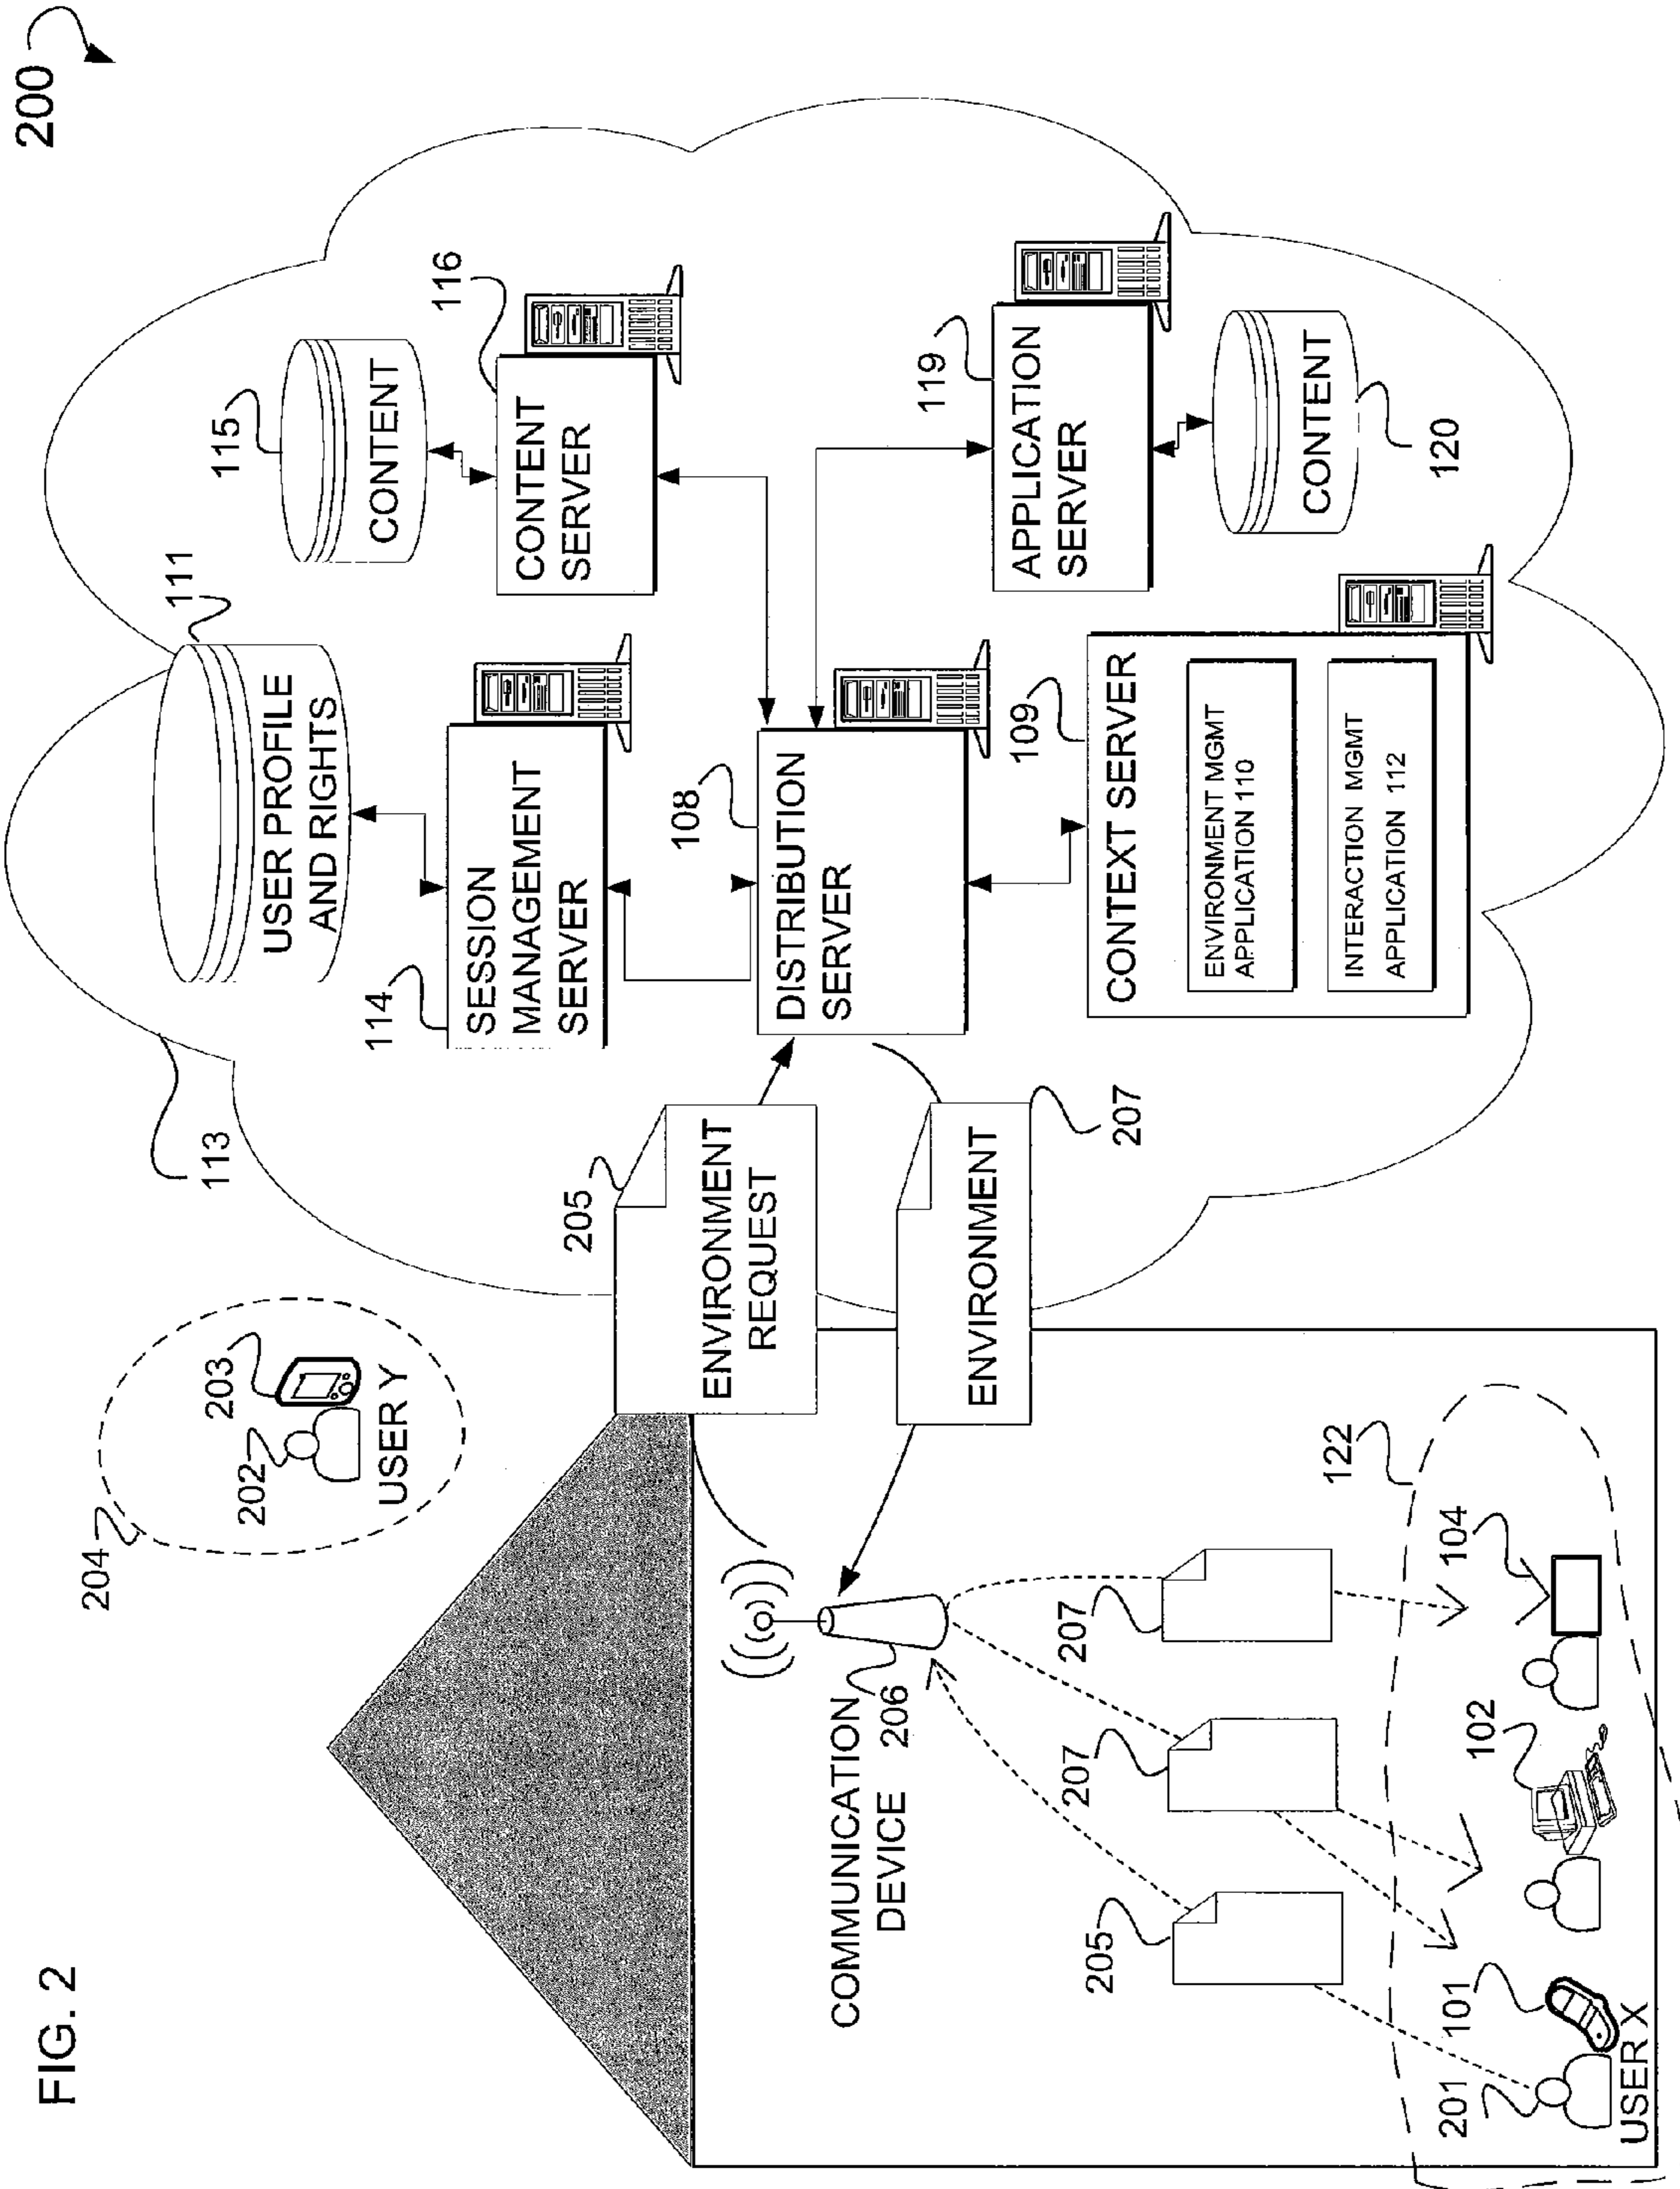 FIG. 2
200
113
111
USER PROFILE
AND RIGHTS
115
CONTENT
116
CONTENT
SERVER
114
SESSION
MANAGEMENT
SERVER
108
DISTRIBUTION
SERVER
119
APPLICATION
SERVER
CONTENT
120
109
CONTEXT SERVER
ENVIRONMENT MGMT
APPLICATION 110
INTERACTION MGMT
APPLICATION 112
204
202
203
USER Y
205
ENVIRONMENT
REQUEST
ENVIRONMENT
207
COMMUNICATION
DEVICE 206
205
207
207
122
201
101
102
104
USER X